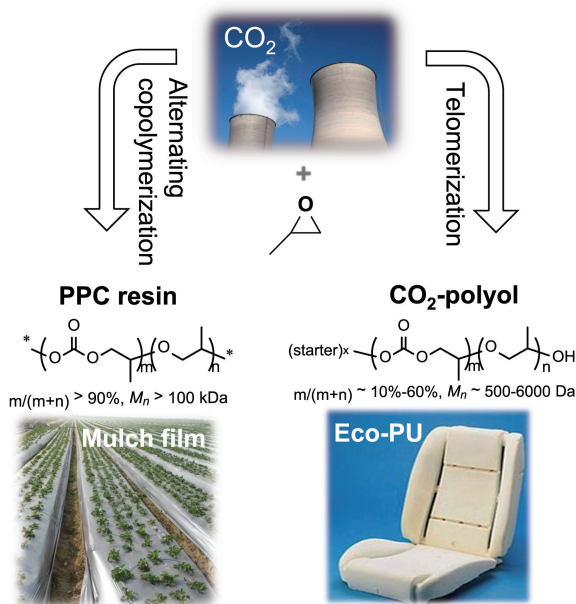 CO2
Alternating
copolymerization
Telomerization
+
O
PPC resin
CO2-polyol
* O O O m O n *
(starter)x O O O m O n OH
m/(m+n) > 90%, Mn > 100 kDa
m/(m+n) ~ 10%-60%, Mn ~ 500-6000 Da
Mulch film
Eco-PU